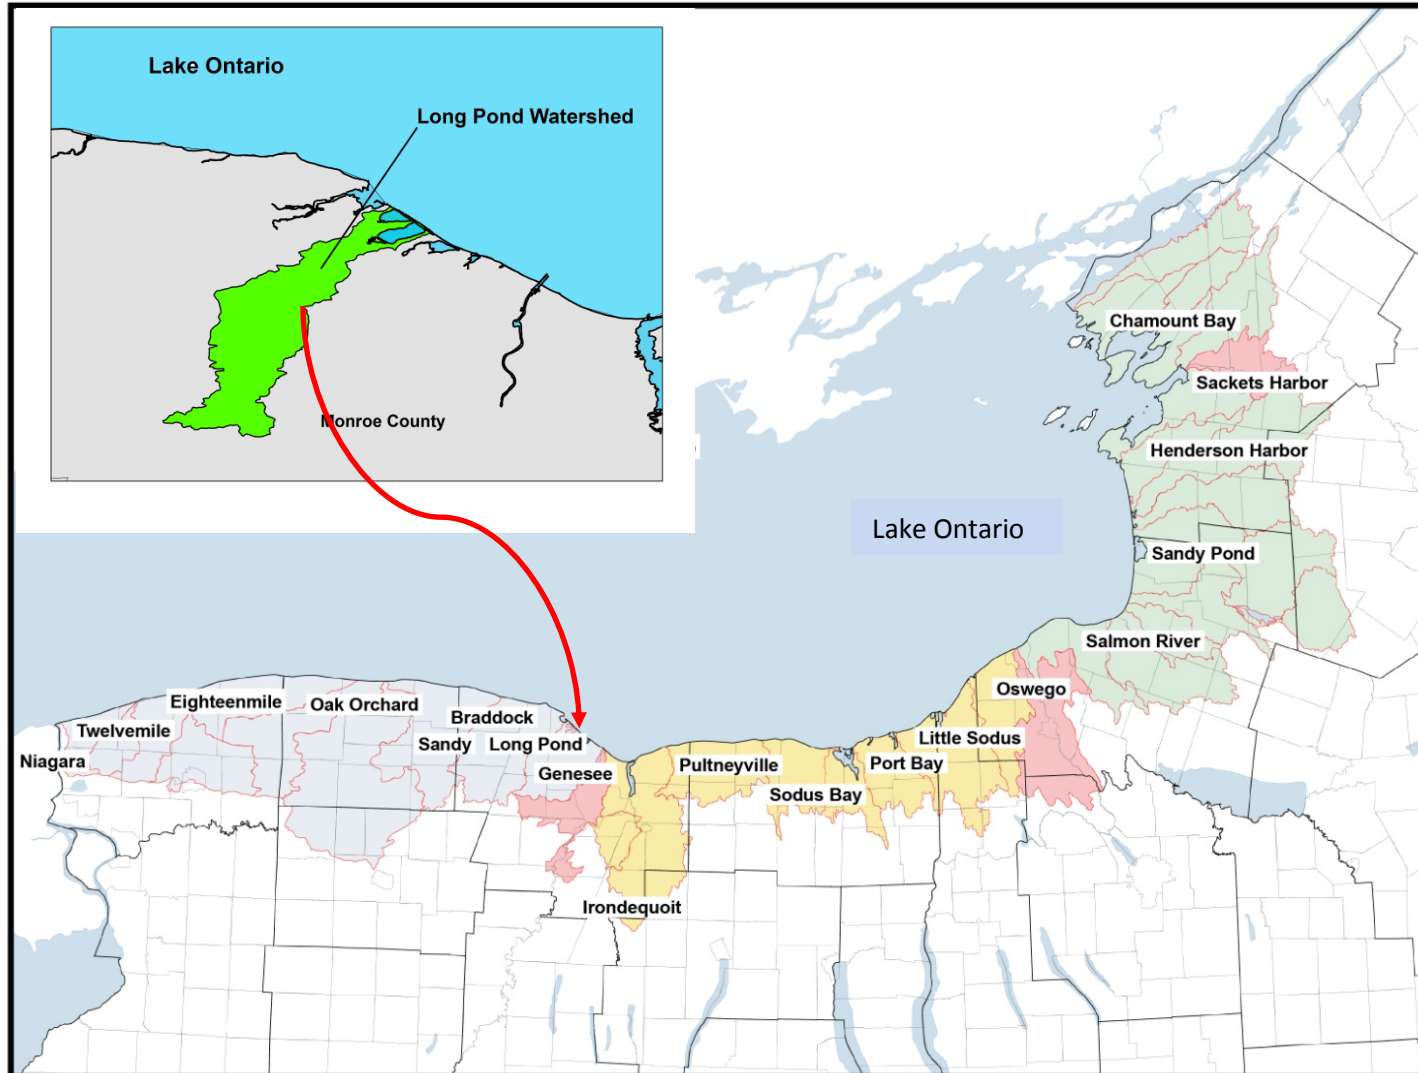 Lake Ontario
Long Pond Watershed
Monroe County
Chamount Bay
Sackets Harbor
Henderson Harbor
Lake Ontario
Sandy Pond
Salmon River
Oswego
Eighteenmile
Oak Orchard
Braddock
Twelvemile
Sandy
Long Pond
Little Sodus
Niagara
Genesee
Pultneyville
Port Bay
Sodus Bay
Irondequoit